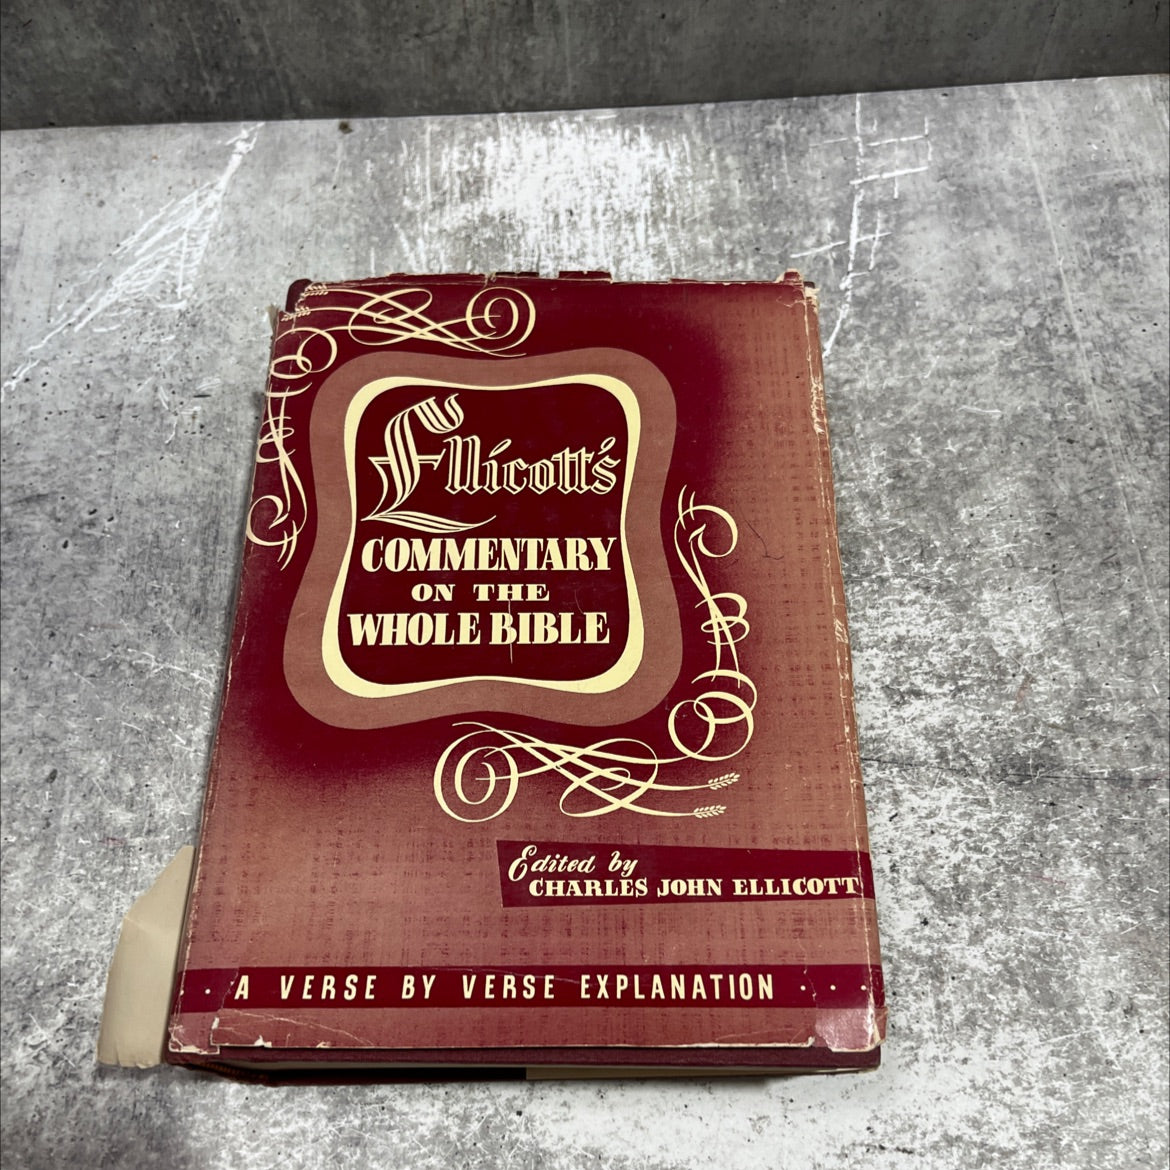 Ellicott's
COMMENTARY
ON THE
WHOLE BIBLE
Edited by
CHARLES JOHN ELLICOTT
· A VERSE BY VERSE EXPLANATION · · ·